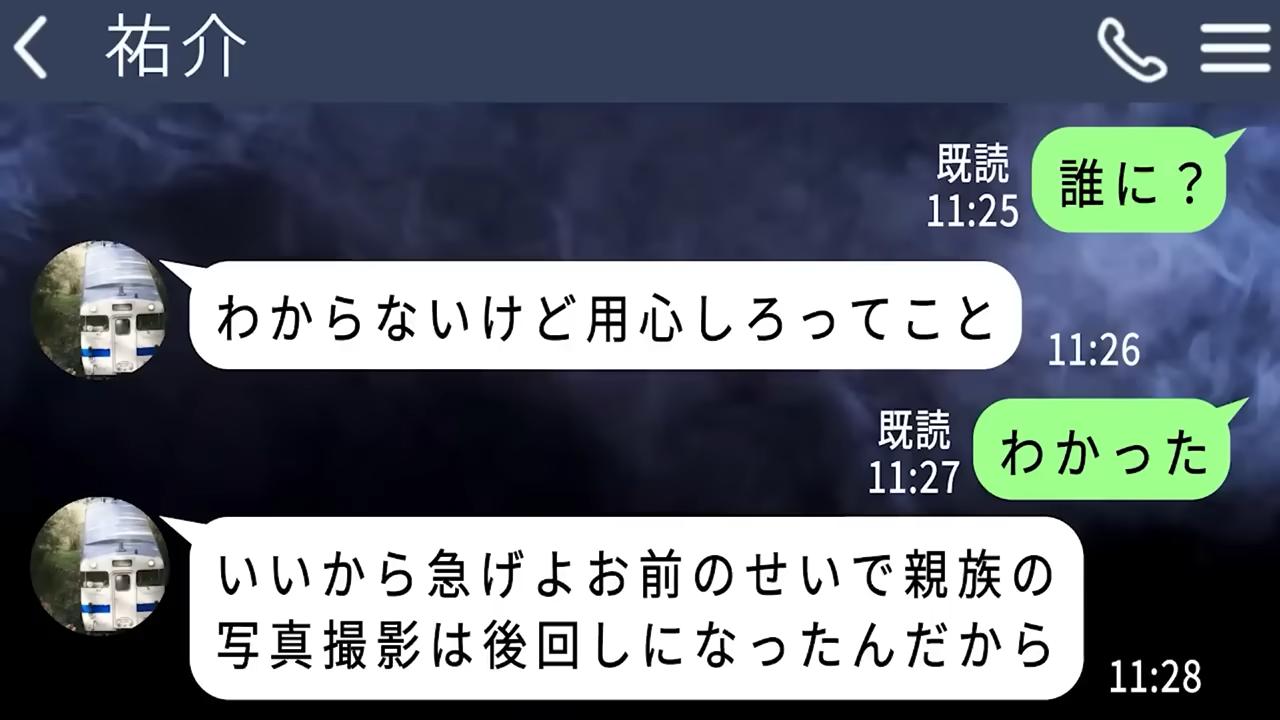 祐介
誰に？
既読
11:25
わからないけど用心しろってこと
11:26
わかった
既読
11:27
いいから急げよお前のせいで親族の
写真撮影は後回しになったんだから
11:28